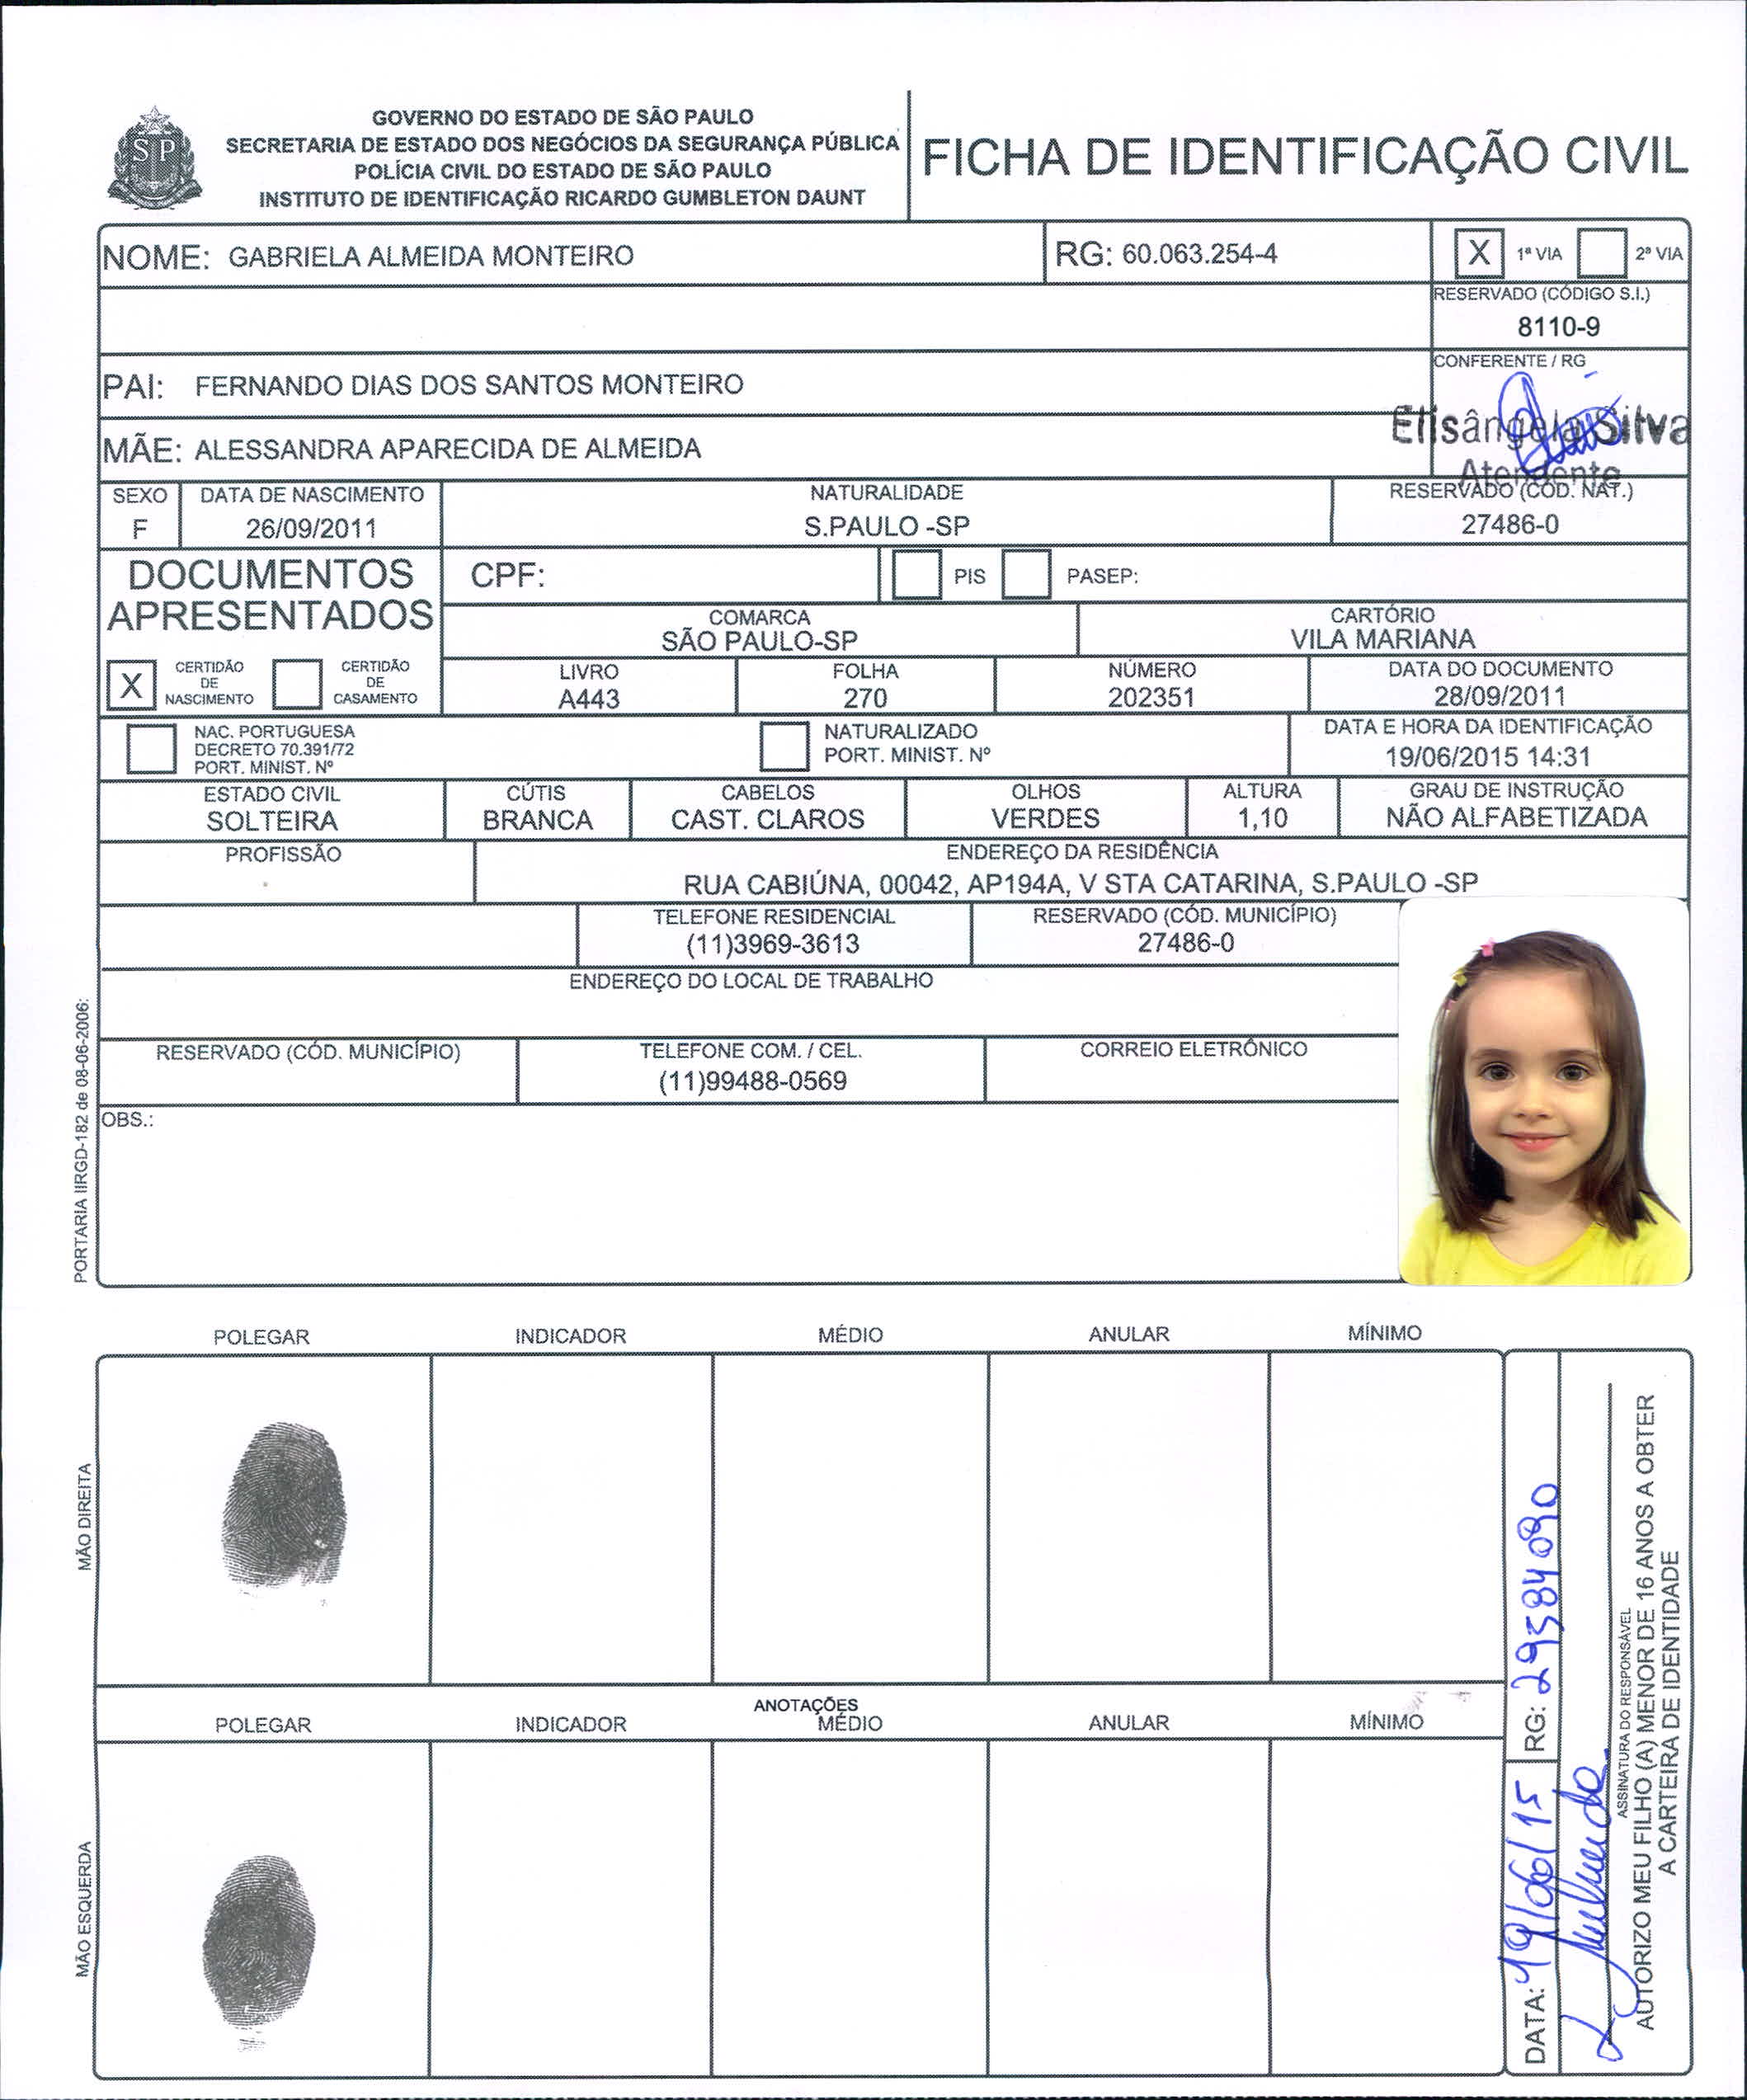 GOVERNO DO ESTADO DE SÃO PAULO
SECRETARIA DE ESTADO DOS NEGÓCIOS DA SEGURANÇA PÚBLICA
POLÍCIA CIVIL DO ESTADO DE SÃO PAULO
INSTITUTO DE IDENTIFICAÇÃO RICARDO GUMBLETON DAUNT
SP
FICHA DE IDENTIFICAÇÃO CIVIL
NOME: GABRIELA ALMEIDA MONTEIRO RG: 60.063.254-4 X 1ª VIA 2ª VIA
RESERVADO (CÓDIGO S.I.)
8110-9
CONFERENTE / RG
PAI: FERNANDO DIAS DOS SANTOS MONTEIRO
Elisângela Silva
MÃE: ALESSANDRA APARECIDA DE ALMEIDA
Atendente
SEXO DATA DE NASCIMENTO NATURALIDADE RESERVADO (CÓD. NAT.)
F 26/09/2011 S.PAULO -SP 27486-0
DOCUMENTOS
APRESENTADOS
CPF: PIS PASEP:
COMARCA CARTÓRIO
SÃO PAULO-SP VILA MARIANA
X CERTIDÃO DE NASCIMENTO CERTIDÃO DE CASAMENTO
LIVRO FOLHA NÚMERO DATA DO DOCUMENTO
A443 270 202351 28/09/2011
NAC. PORTUGUESA
DECRETO 70.391/72
PORT. MINIST. Nº
NATURALIZADO
PORT. MINIST. Nº
DATA E HORA DA IDENTIFICAÇÃO
19/06/2015 14:31
ESTADO CIVIL CÚTIS CABELOS OLHOS ALTURA GRAU DE INSTRUÇÃO
SOLTEIRA BRANCA CAST. CLAROS VERDES 1,10 NÃO ALFABETIZADA
PROFISSÃO ENDEREÇO DA RESIDÊNCIA
RUA CABIÚNA, 00042, AP194A, V STA CATARINA, S.PAULO -SP
TELEFONE RESIDENCIAL RESERVADO (CÓD. MUNICÍPIO)
(11)3969-3613 27486-0
ENDEREÇO DO LOCAL DE TRABALHO
RESERVADO (CÓD. MUNICÍPIO) TELEFONE COM. / CEL. CORREIO ELETRÔNICO
(11)99488-0569
OBS.:
PORTARIA IIRGD-182 de 08-06-2006:
POLEGAR INDICADOR MÉDIO ANULAR MÍNIMO
MÃO DIREITA
ANOTAÇÕES
POLEGAR INDICADOR MÉDIO ANULAR MÍNIMO
MÃO ESQUERDA
DATA: 19/06/15 RG: 29584090
ASSINATURA DO RESPONSÁVEL
AUTORIZO MEU FILHO (A) MENOR DE 16 ANOS A OBTER
A CARTEIRA DE IDENTIDADE